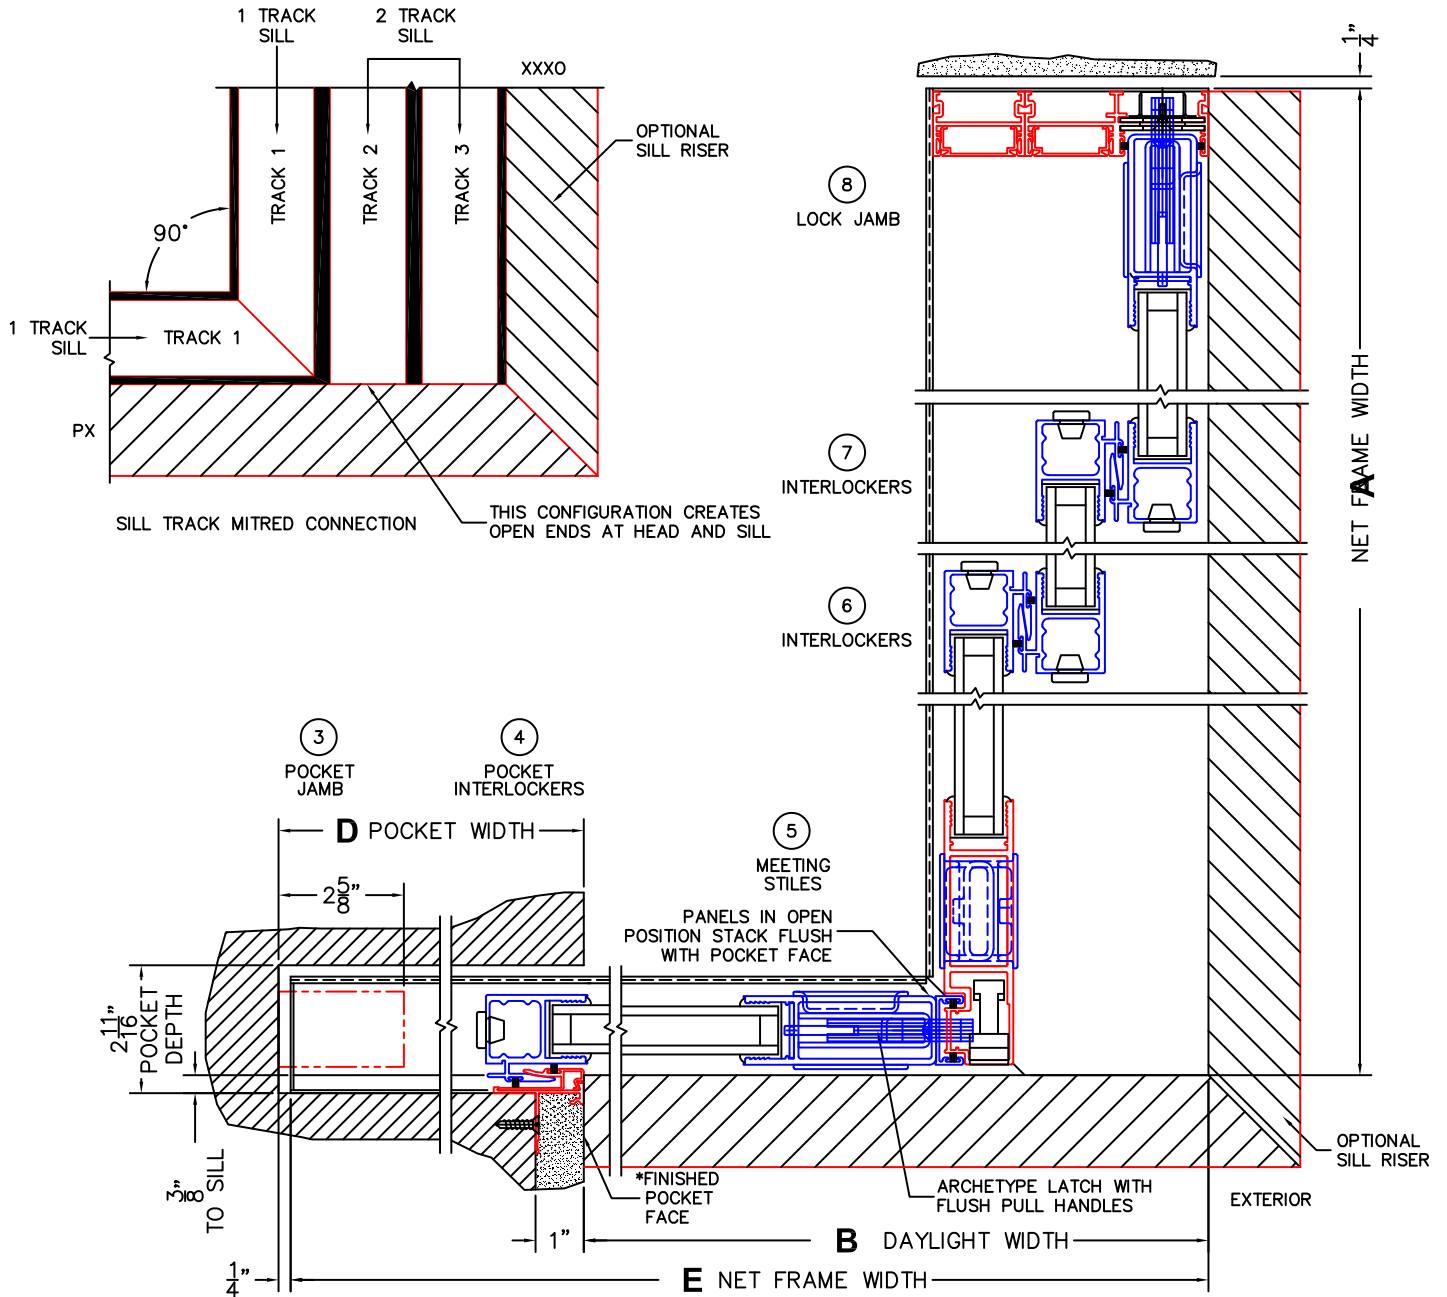 1 TRACK
SILL
2 TRACK
SILL
XXX0
OPTIONAL
SILL RISER
TRACK 1
TRACK 2
TRACK 3
90°
1 TRACK
SILL
TRACK 1
PX
SILL TRACK MITRED CONNECTION
THIS CONFIGURATION CREATES
OPEN ENDS AT HEAD AND SILL
1/4"
8
LOCK JAMB
7
INTERLOCKERS
6
INTERLOCKERS
NET FRAME WIDTH
A
3
POCKET
JAMB
4
POCKET
INTERLOCKERS
D POCKET WIDTH
2 5/8"
5
MEETING
STILES
PANELS IN OPEN
POSITION STACK FLUSH
WITH POCKET FACE
2 11/16"
POCKET
DEPTH
3/8"
TO SILL
*FINISHED
POCKET
FACE
ARCHETYPE LATCH WITH
FLUSH PULL HANDLES
OPTIONAL
SILL RISER
EXTERIOR
1"
B DAYLIGHT WIDTH
1/4"
E NET FRAME WIDTH